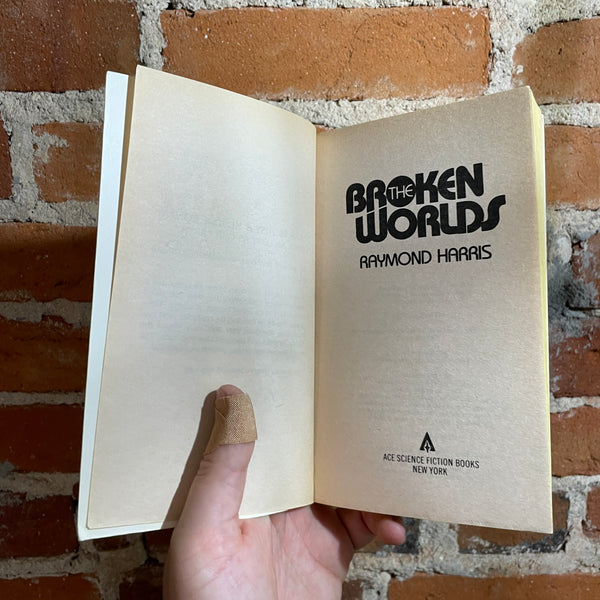 THE
BROKEN
WORLDS
RAYMOND HARRIS
ACE SCIENCE FICTION BOOKS
NEW YORK